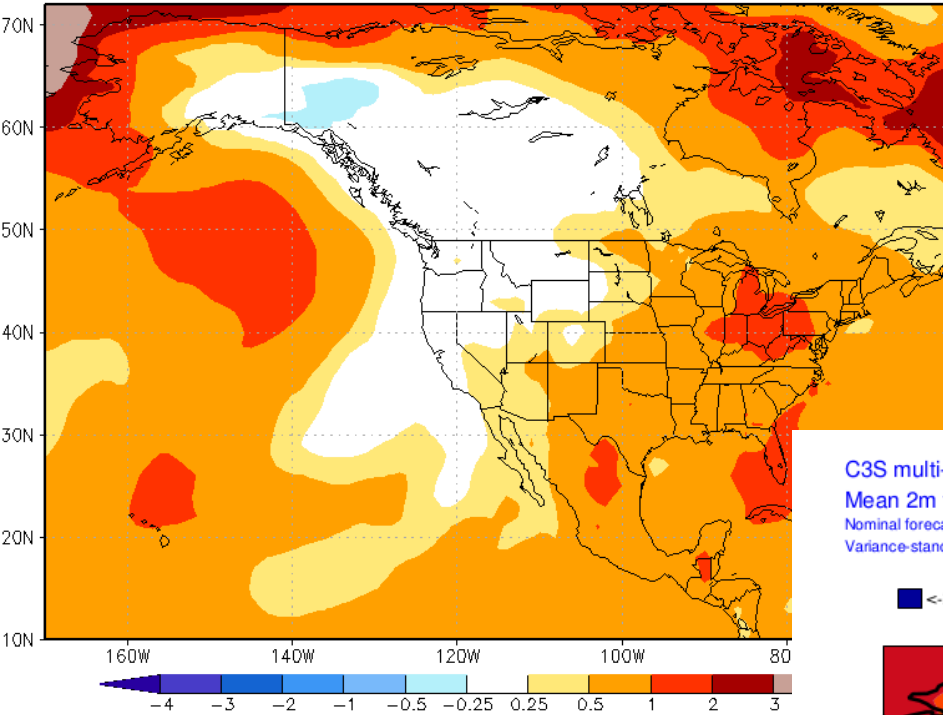 70N
60N
50N
40N
30N
20N
10N
160W 140W 120W 100W 80
-4 -3 -2 -1 -0.5 -0.25 0.25 0.5 1 2 3
C3S multi-
Mean 2m
Nominal foreca
Variance-stand
<-